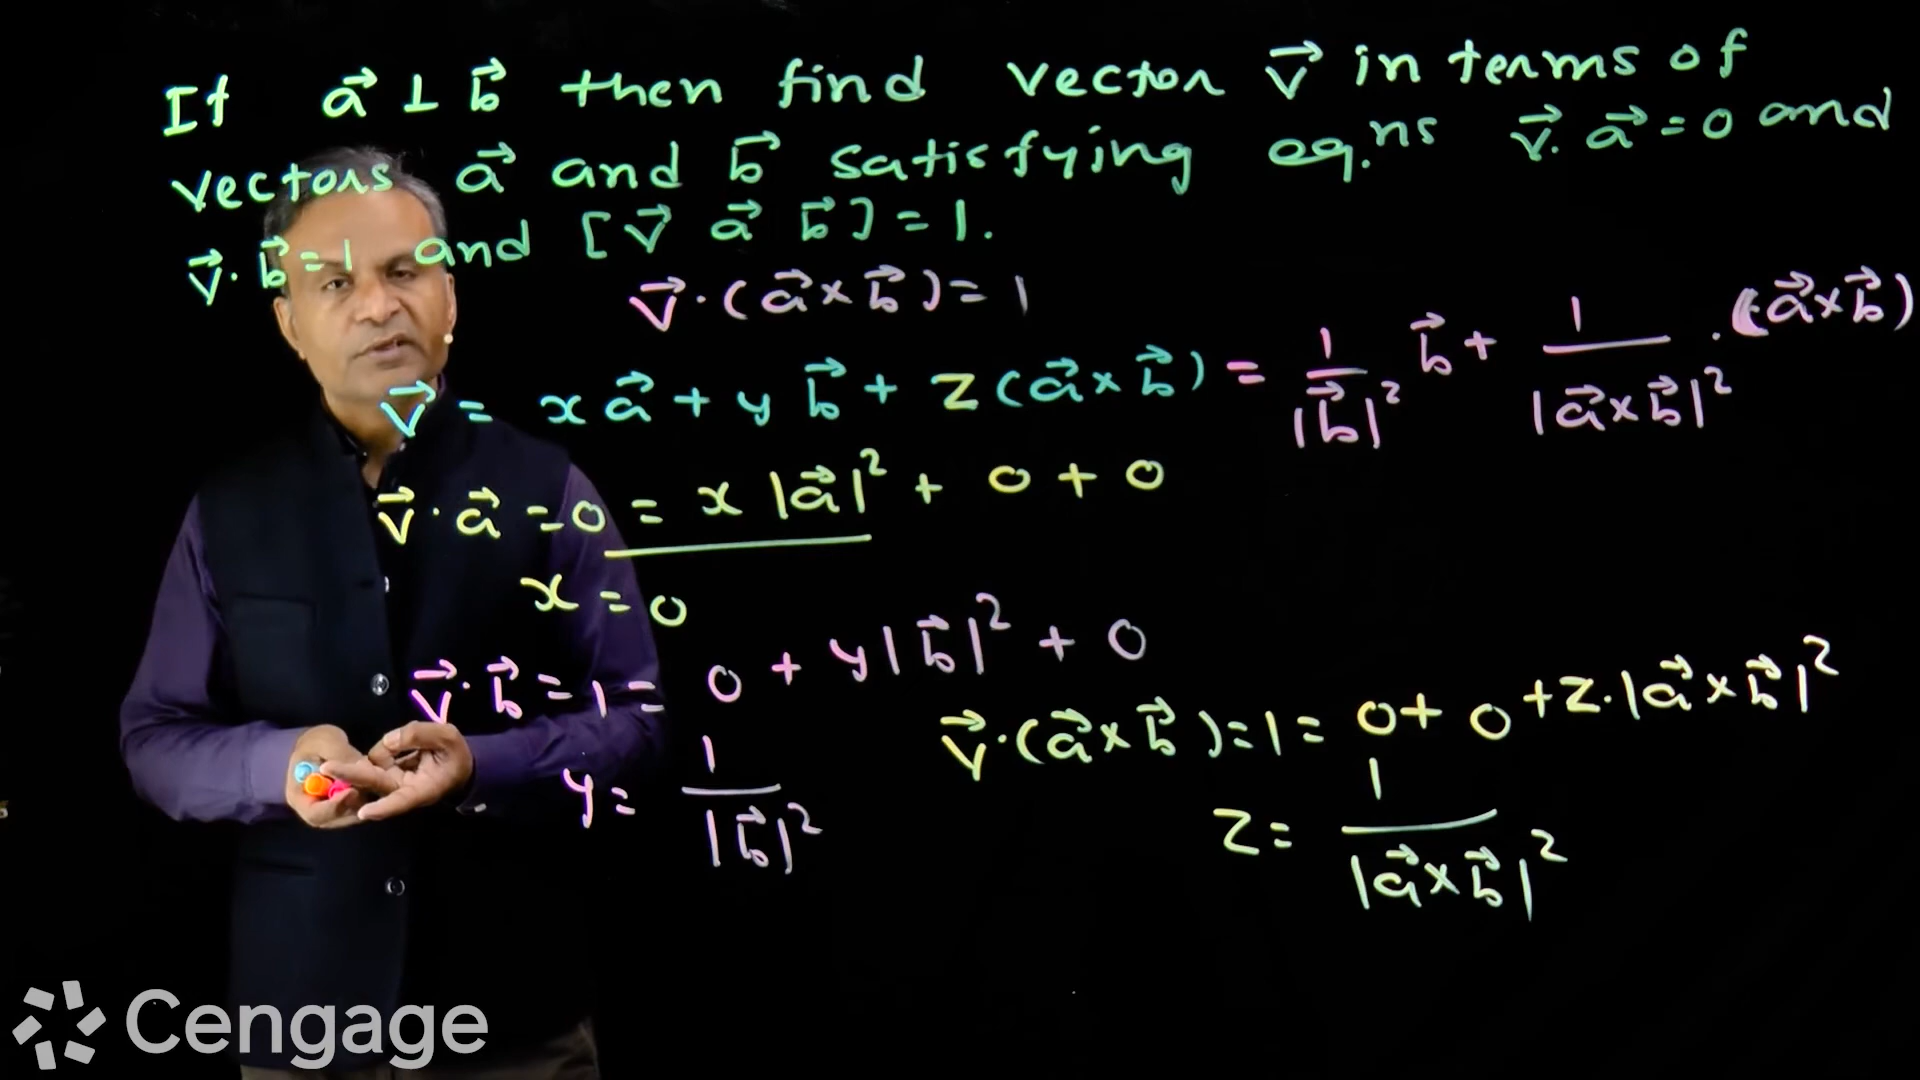 If a⃗ ⊥ b⃗ then find vector v⃗ in terms of
vectors a⃗ and b⃗ satisfying eq.ns v⃗. a⃗ = 0 and
v⃗. b⃗ = 1 and [v⃗ a⃗ b⃗] = 1.
v⃗.(a⃗×b⃗) = 1
v⃗ = x a⃗ + y b⃗ + z (a⃗×b⃗) = 1/|b⃗|² b⃗ + 1/|a⃗×b⃗|² . (a⃗×b⃗)
v⃗. a⃗ = 0 = x |a⃗|² + 0 + 0
x = 0
v⃗. b⃗ = 1 = 0 + y|b⃗|² + 0
y = 1/|b⃗|²
v⃗.(a⃗×b⃗) = 1 = 0 + 0 + z.|a⃗×b⃗|²
z = 1/|a⃗×b⃗|²
Cengage